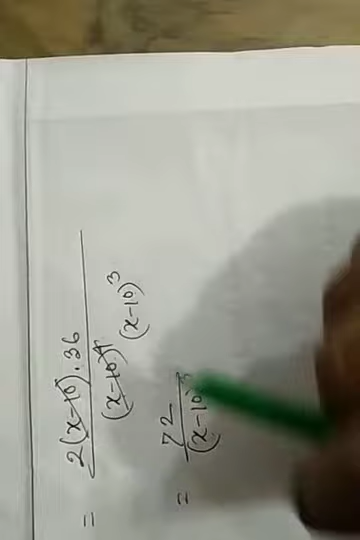 = 2(x-10).36 / (x-10)^4 (x-10)^3
= 72 / (x-10)^3